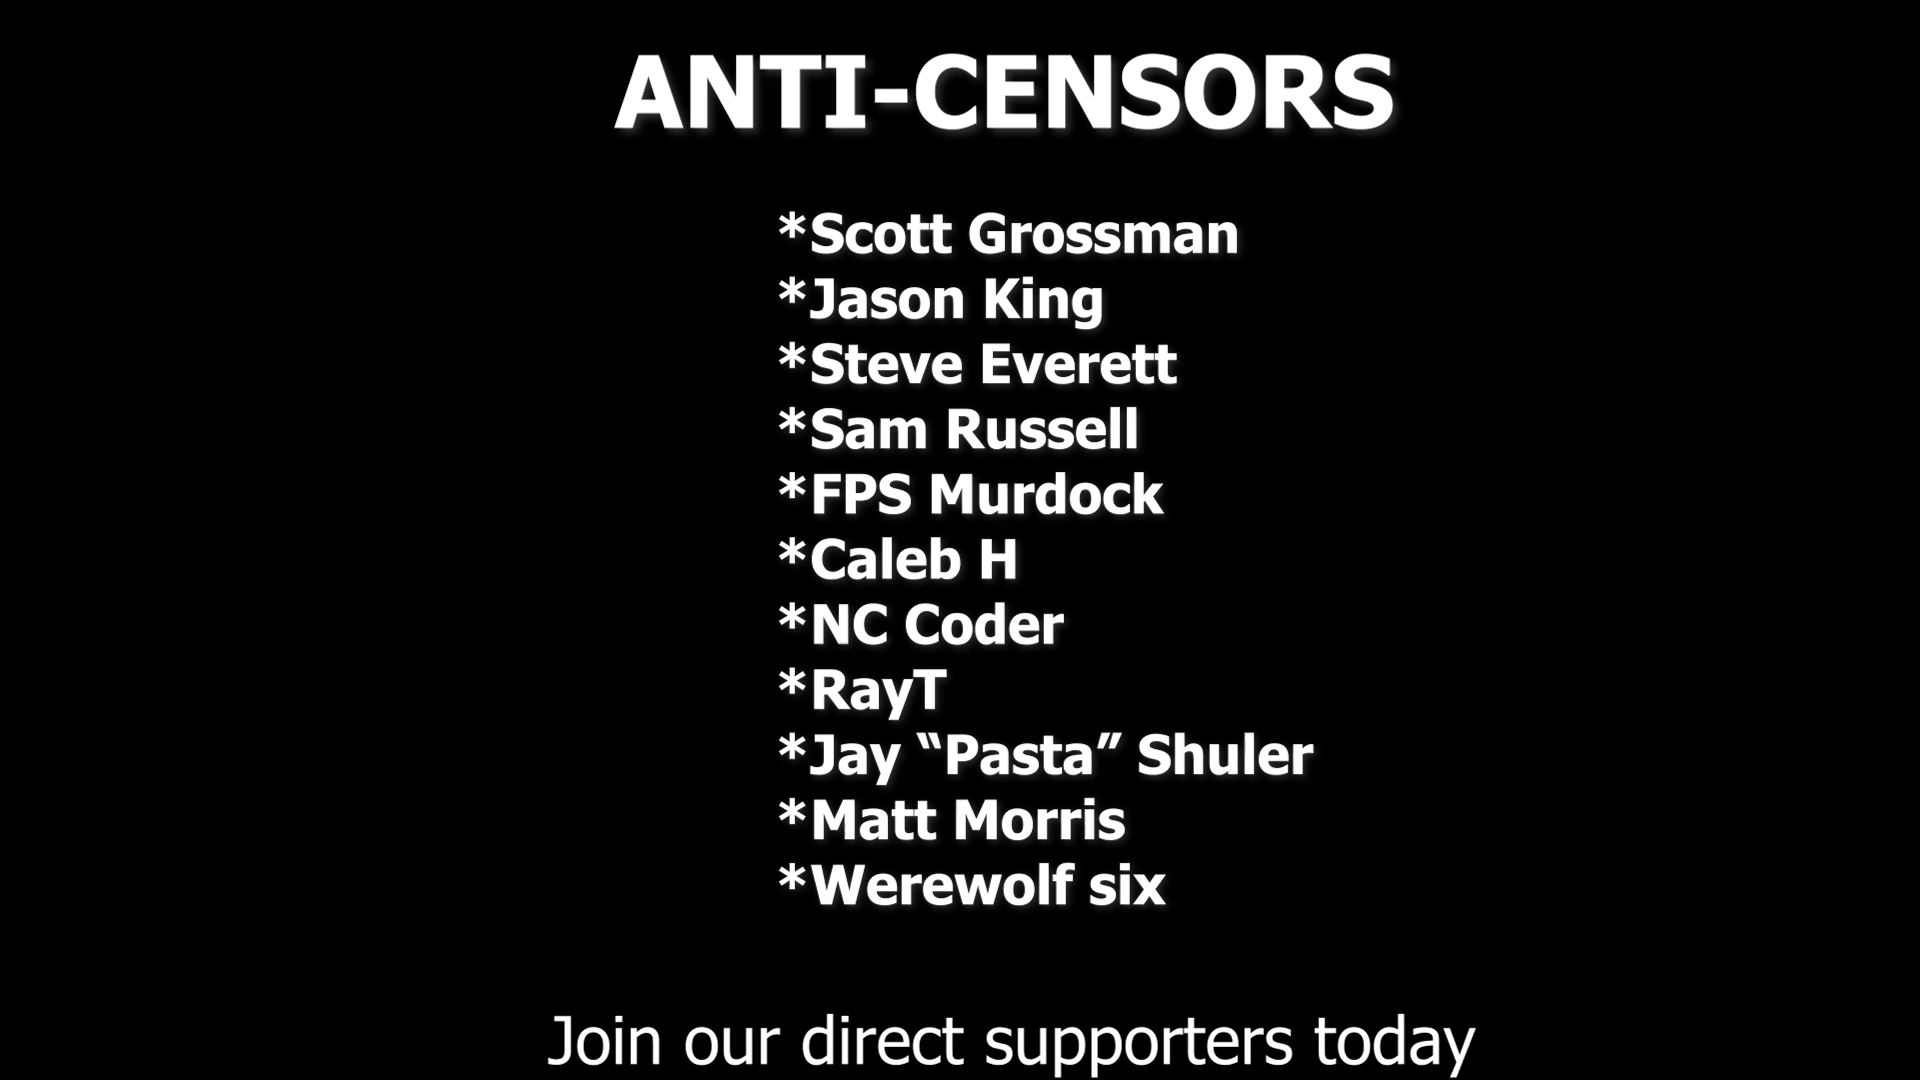 ANTI-CENSORS
*Scott Grossman
*Jason King
*Steve Everett
*Sam Russell
*FPS Murdock
*Caleb H
*NC Coder
*RayT
*Jay “Pasta” Shuler
*Matt Morris
*Werewolf six
Join our direct supporters today